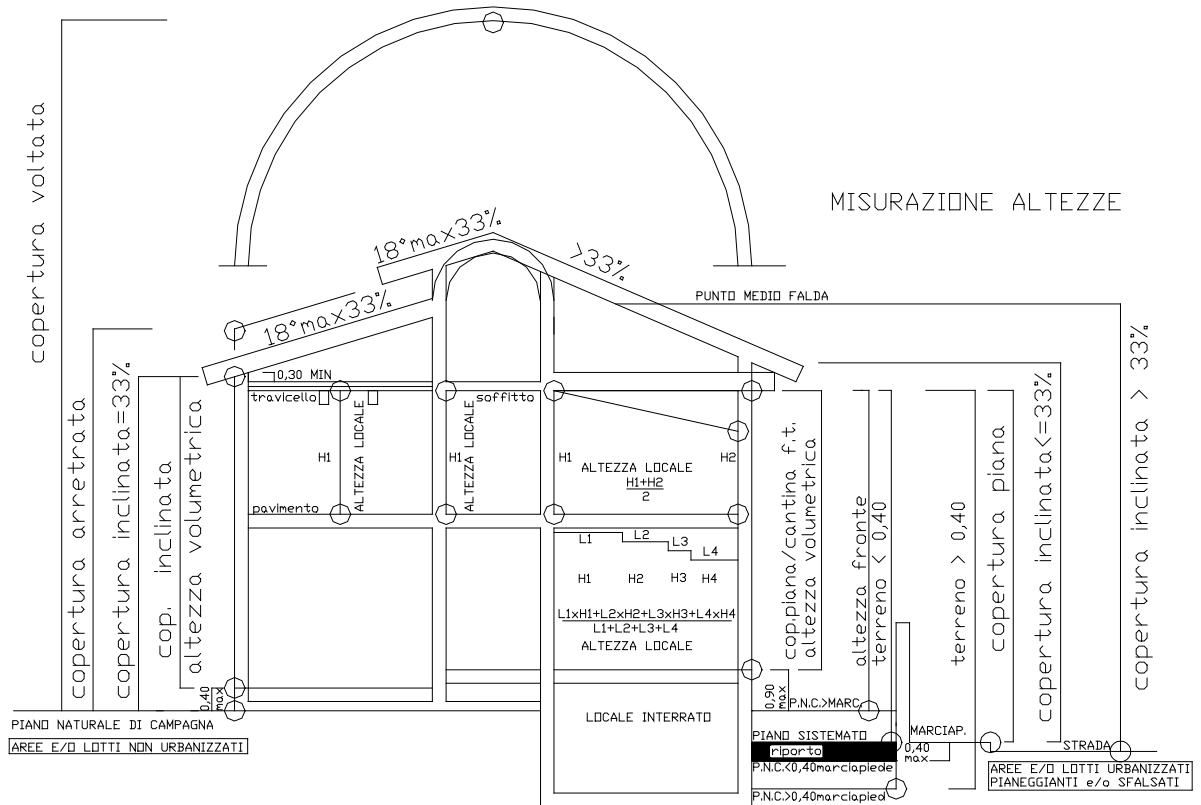 MISURAZIONE ALTEZZE
copertura voltata
copertura arretrata
copertura inclinata=33%
cop. inclinata
altezza volumetrica
18°max33%
18°max33%
>33%
PUNTO MEDIO FALDA
0,30 MIN
travicello
soffitto
H1
ALTEZZA LOCALE
H1
ALTEZZA LOCALE
H1
H2
ALTEZZA LOCALE
H1+H2
2
pavimento
L1
L2
L3
L4
H1
H2
H3
H4
L1xH1+L2xH2+L3xH3+L4xH4
L1+L2+L3+L4
ALTEZZA LOCALE
cop.piana/cantina f.t.
altezza volumetrica
altezza fronte
terreno < 0,40
terreno > 0,40
copertura piana
copertura inclinata<=33%
copertura inclinata > 33%
0,40
max
0,90
max
P.N.C.>MARC.
LOCALE INTERRATO
PIANO NATURALE DI CAMPAGNA
AREE E/O LOTTI NON URBANIZZATI
PIANO SISTEMATO
riporto
P.N.C.<0,40marciapiede
P.N.C.>0,40marciapied
MARCIAP.
0,40
max
STRADA
AREE E/O LOTTI URBANIZZATI
PIANEGGIANTI e/o SFALSATI